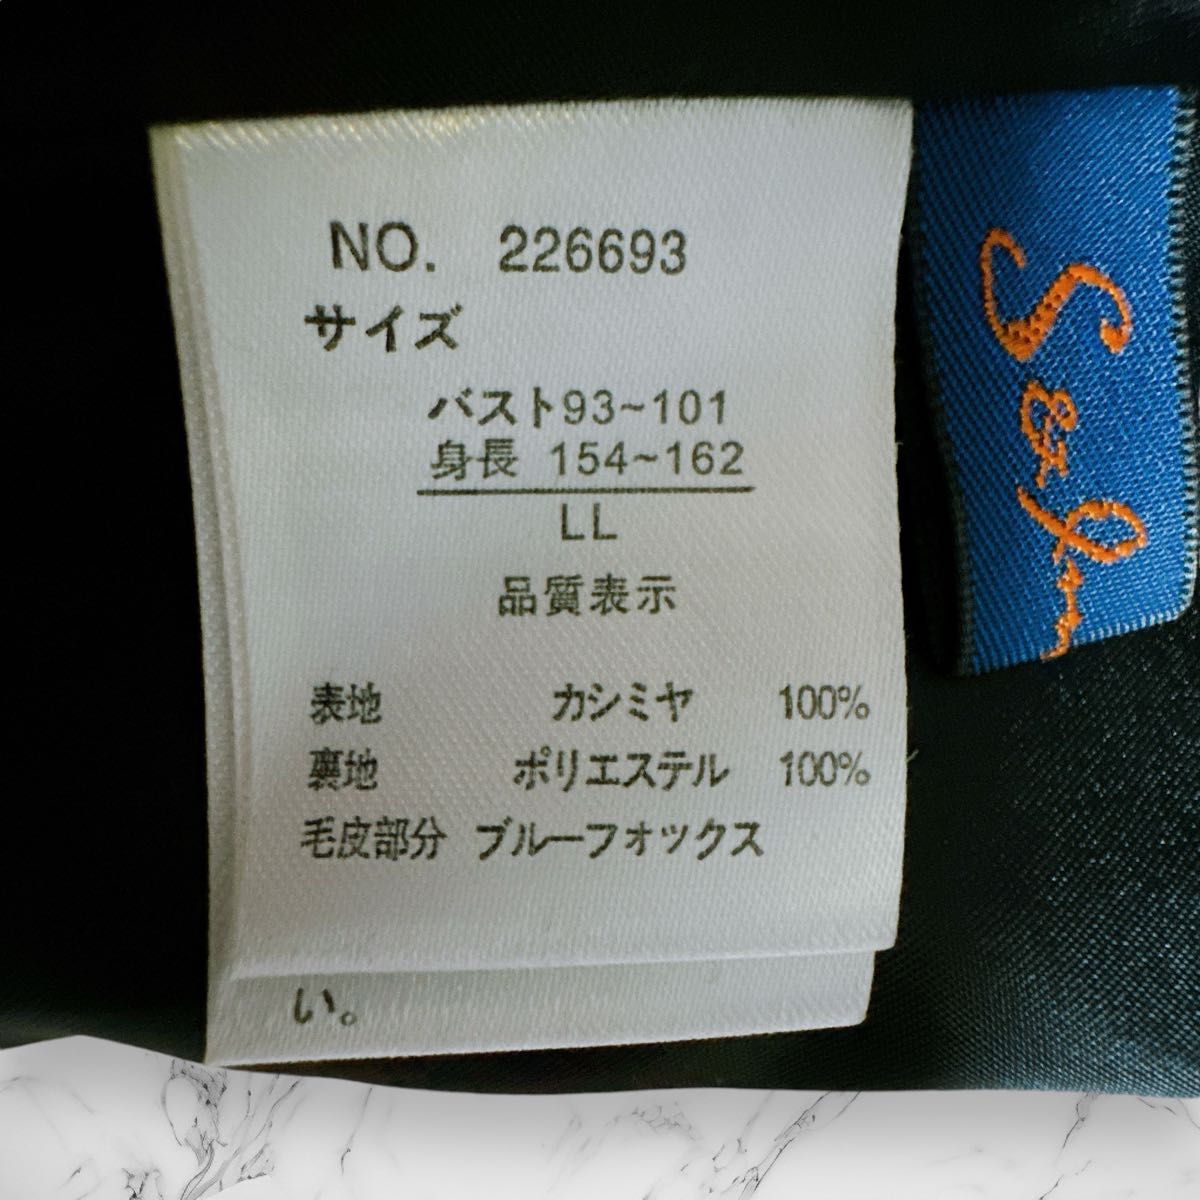 NO. 226693
サイズ
バスト93~101
身長 154~162
LL
品質表示
表地 カシミヤ 100%
裏地 ポリエステル 100%
毛皮部分 ブルーフォックス
い。